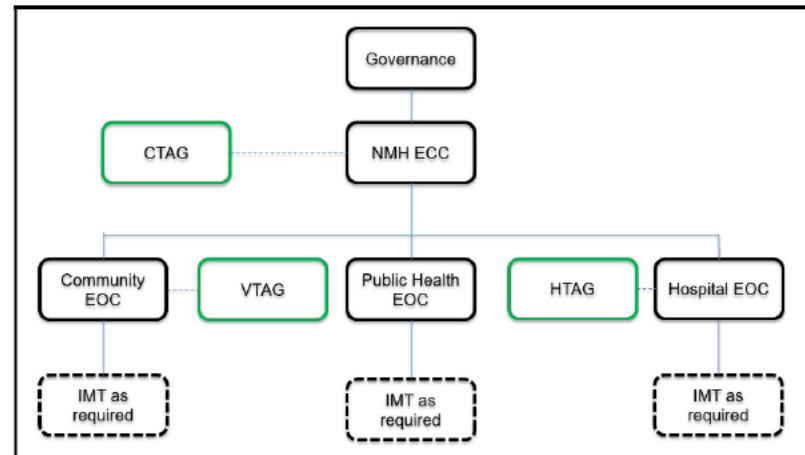 Governance
CTAG
NMH ECC
Community
EOC
VTAG
Public Health
EOC
HTAG
Hospital EOC
IMT as
required
IMT as
required
IMT as
required